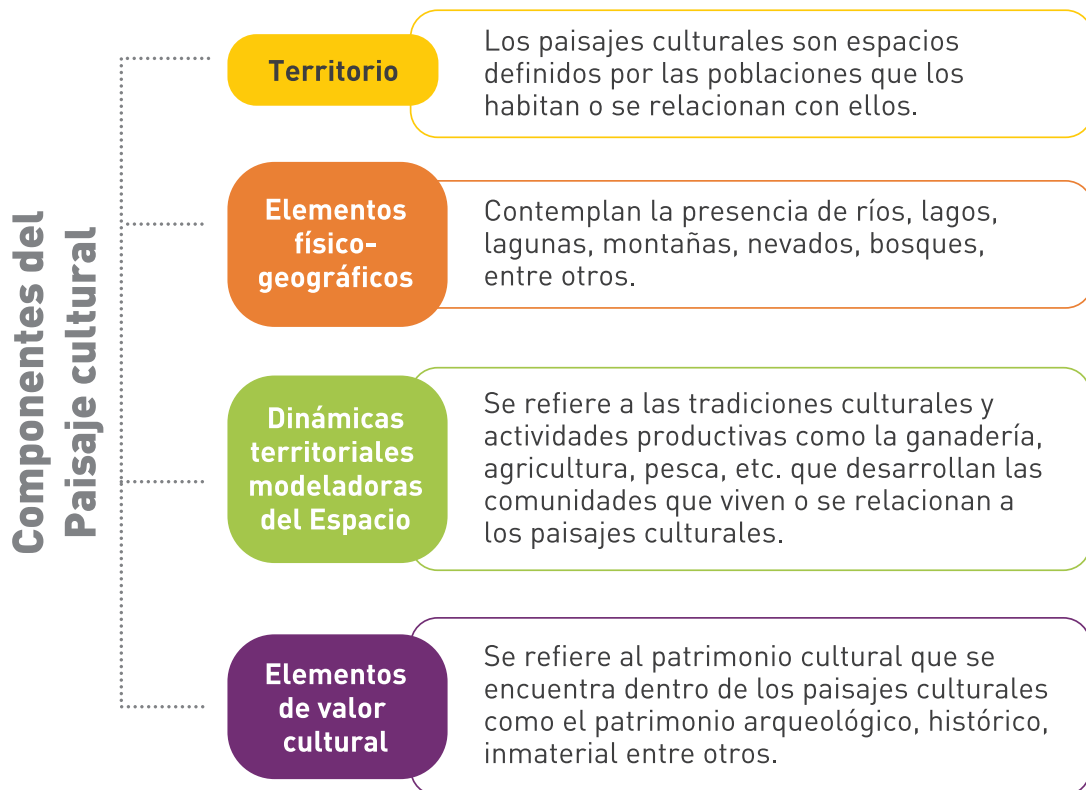 Componentes del
Paisaje cultural
Territorio
Los paisajes culturales son espacios
definidos por las poblaciones que los
habitan o se relacionan con ellos.
Elementos
físico-
geográficos
Contemplan la presencia de ríos, lagos,
lagunas, montañas, nevados, bosques,
entre otros.
Dinámicas
territoriales
modeladoras
del Espacio
Se refiere a las tradiciones culturales y
actividades productivas como la ganadería,
agricultura, pesca, etc. que desarrollan las
comunidades que viven o se relacionan a
los paisajes culturales.
Elementos
de valor
cultural
Se refiere al patrimonio cultural que se
encuentra dentro de los paisajes culturales
como el patrimonio arqueológico, histórico,
inmaterial entre otros.